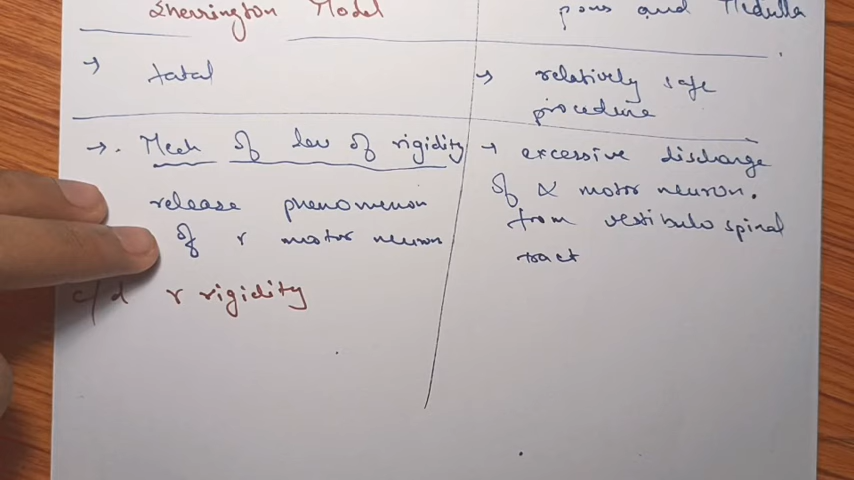 Sherrington Model
pons and Medulla
→ fatal
→ relatively safe
procedure
→ . Mech of dev of rigidity
release phenomenon
of γ motor neuron
c/d γ rigidity
→ excessive discharge
of α motor neuron.
from vestibulo spinal
tract